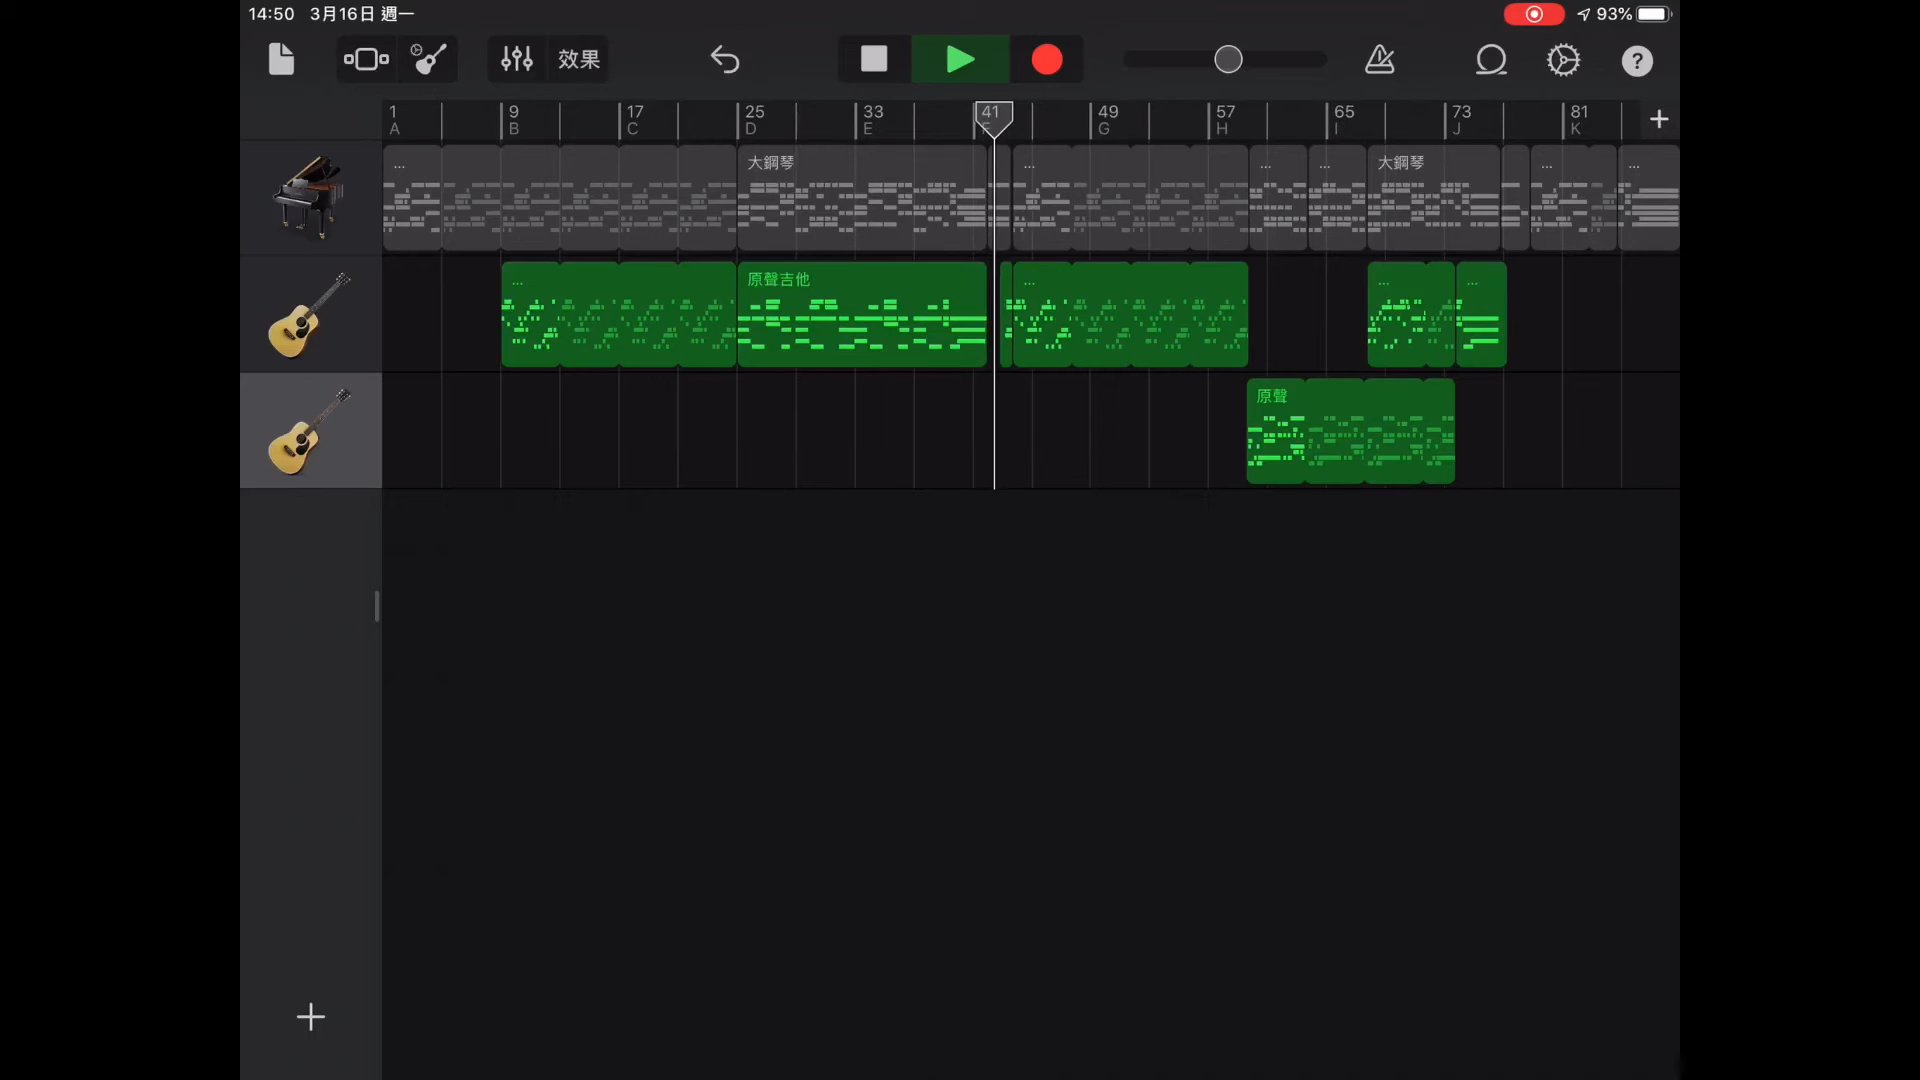 14:50 3月16日 週一
93%
效果
?
1 9 17 25 33 41 49 57 65 73 81
A B C D E F G H I J K
... 大鋼琴 ... ... ... 大鋼琴 ... ...
... 原聲吉他 ... ... ...
原聲